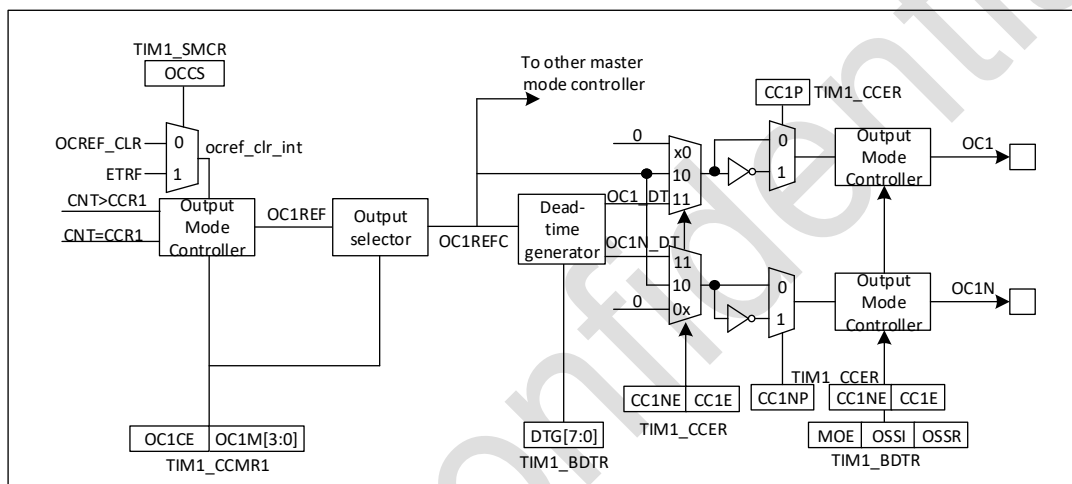 TIM1_SMCR
OCCS
OCREF_CLR
0
ocref_clr_int
ETRF
1
CNT>CCR1
CNT=CCR1
Output
Mode
Controller
OC1REF
Output
selector
OC1REFC
To other master
mode controller
Dead-
time
generator
OC1_DT
OC1N_DT
0
x0
10
11
11
10
0x
0
CC1P
TIM1_CCER
0
1
Output
Mode
Controller
OC1
0
1
Output
Mode
Controller
OC1N
OC1CE
OC1M[3:0]
TIM1_CCMR1
DTG[7:0]
TIM1_BDTR
CC1NE
CC1E
TIM1_CCER
CC1NP
TIM1_CCER
CC1NE
CC1E
MOE
OSSI
OSSR
TIM1_BDTR
onfidential